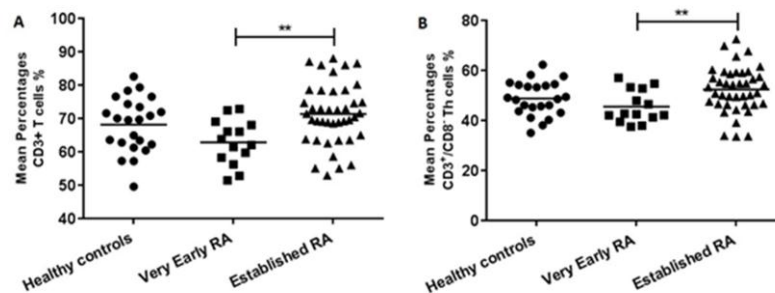 A
**
Mean Percentages
CD3+ T cells %
100
90
80
70
60
50
40
Healthy controls
Very Early RA
Established RA
B
**
Mean Percentages
CD3⁺/CD8⁻ Th cells %
80
60
40
20
0
Healthy controls
Very Early RA
Established RA